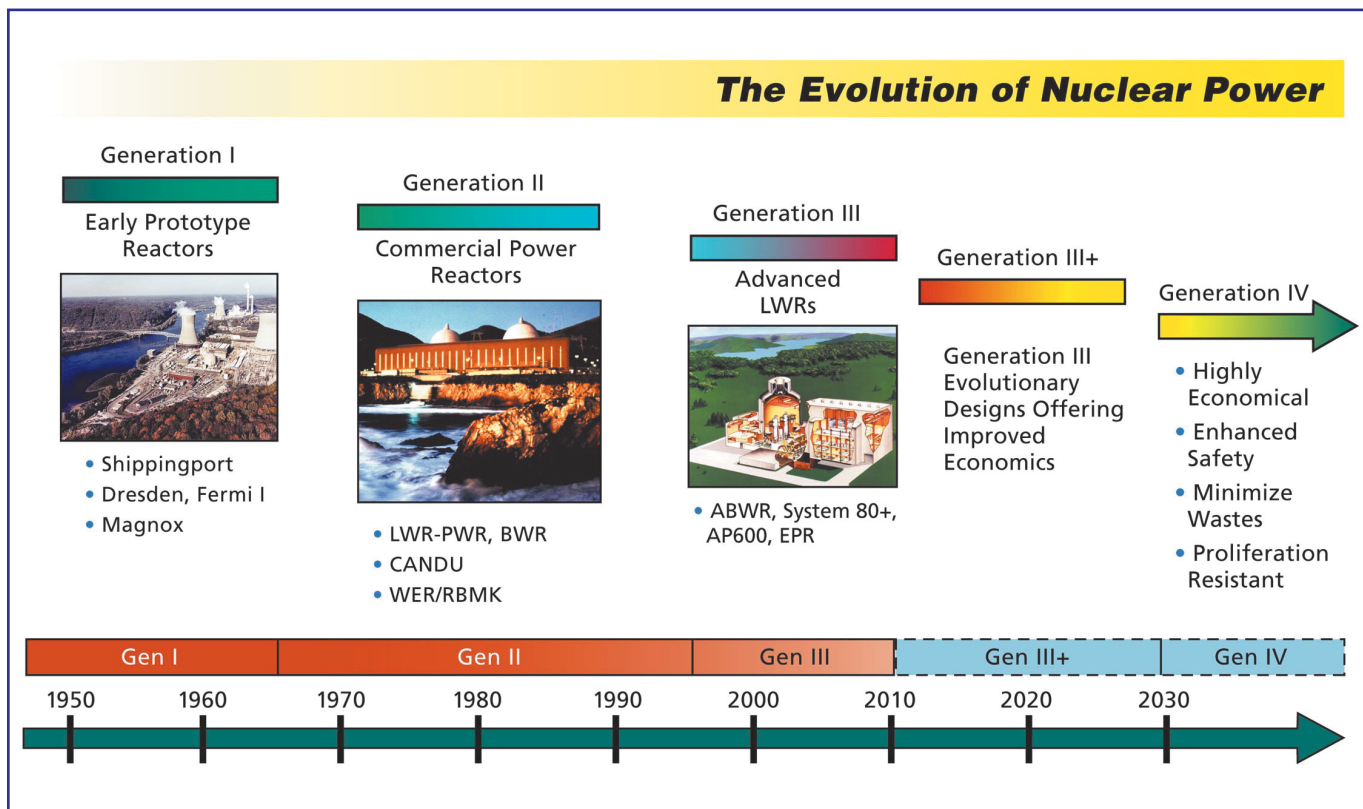 The Evolution of Nuclear Power
Generation I
Early Prototype
Reactors
• Shippingport
• Dresden, Fermi I
• Magnox
Generation II
Commercial Power
Reactors
• LWR-PWR, BWR
• CANDU
• WER/RBMK
Generation III
Advanced
LWRs
• ABWR, System 80+,
AP600, EPR
Generation III+
Generation III
Evolutionary
Designs Offering
Improved
Economics
Generation IV
• Highly
Economical
• Enhanced
Safety
• Minimize
Wastes
• Proliferation
Resistant
Gen I Gen II Gen III Gen III+ Gen IV
1950 1960 1970 1980 1990 2000 2010 2020 2030